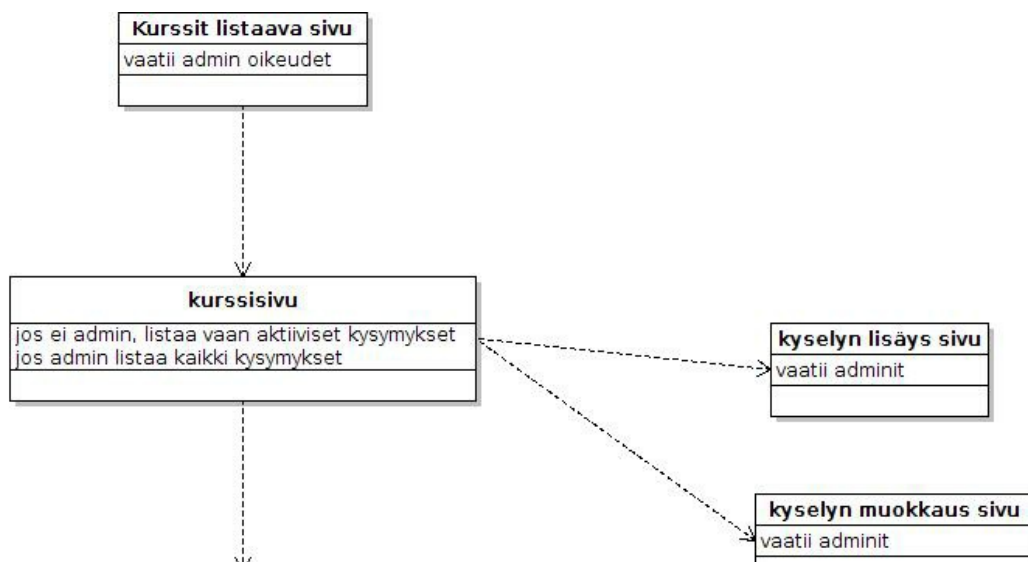 Kurssit listaava sivu
vaatii admin oikeudet
kurssisivu
jos ei admin, listaa vaan aktiiviset kysymykset
jos admin listaa kaikki kysymykset
kyselyn lisäys sivu
vaatii adminit
kyselyn muokkaus sivu
vaatii adminit